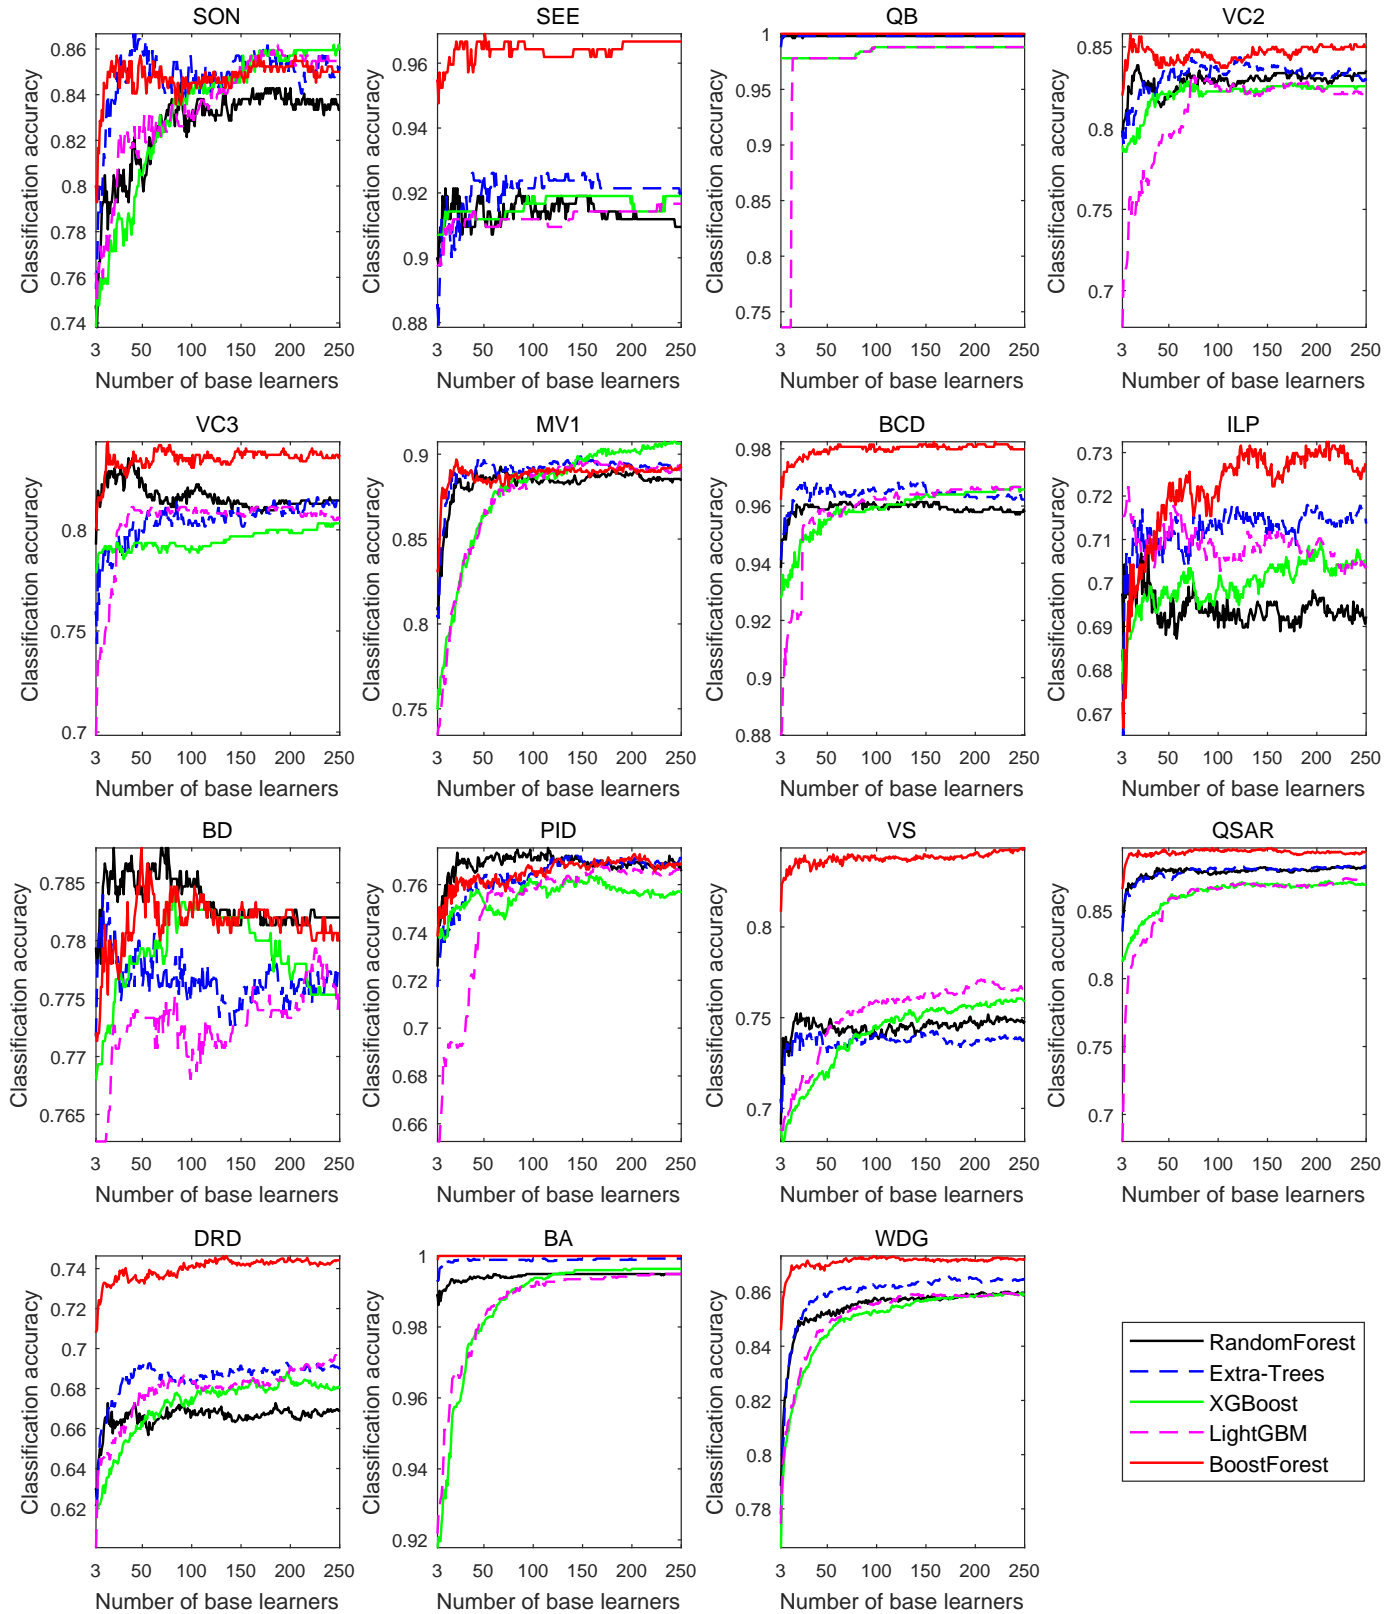 SON
SEE
QB
VC2
Classification accuracy
0.86
0.84
0.82
0.8
0.78
0.76
0.74
3 50 100 150 200 250
Number of base learners
Classification accuracy
0.96
0.94
0.92
0.9
0.88
3 50 100 150 200 250
Number of base learners
Classification accuracy
1
0.95
0.9
0.85
0.8
0.75
3 50 100 150 200 250
Number of base learners
Classification accuracy
0.85
0.8
0.75
0.7
3 50 100 150 200 250
Number of base learners
VC3
MV1
BCD
ILP
Classification accuracy
0.8
0.75
0.7
3 50 100 150 200 250
Number of base learners
Classification accuracy
0.9
0.85
0.8
0.75
3 50 100 150 200 250
Number of base learners
Classification accuracy
0.98
0.96
0.94
0.92
0.9
0.88
3 50 100 150 200 250
Number of base learners
Classification accuracy
0.73
0.72
0.71
0.7
0.69
0.68
0.67
3 50 100 150 200 250
Number of base learners
BD
PID
VS
QSAR
Classification accuracy
0.785
0.78
0.775
0.77
0.765
3 50 100 150 200 250
Number of base learners
Classification accuracy
0.76
0.74
0.72
0.7
0.68
0.66
3 50 100 150 200 250
Number of base learners
Classification accuracy
0.8
0.75
0.7
3 50 100 150 200 250
Number of base learners
Classification accuracy
0.85
0.8
0.75
0.7
3 50 100 150 200 250
Number of base learners
DRD
BA
WDG
Classification accuracy
0.74
0.72
0.7
0.68
0.66
0.64
0.62
3 50 100 150 200 250
Number of base learners
Classification accuracy
1
0.98
0.96
0.94
0.92
3 50 100 150 200 250
Number of base learners
Classification accuracy
0.86
0.84
0.82
0.8
0.78
3 50 100 150 200 250
Number of base learners
RandomForest
Extra-Trees
XGBoost
LightGBM
BoostForest